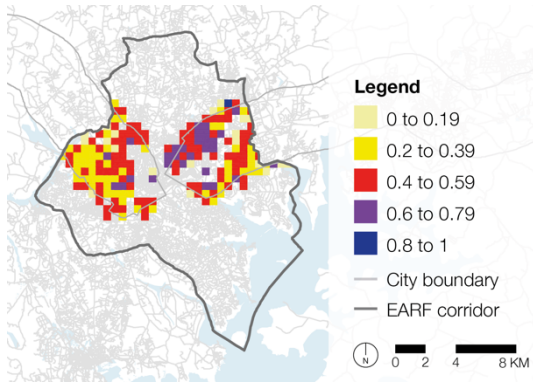 Legend
0 to 0.19
0.2 to 0.39
0.4 to 0.59
0.6 to 0.79
0.8 to 1
City boundary
EARF corridor
N
0 2 4 8 KM